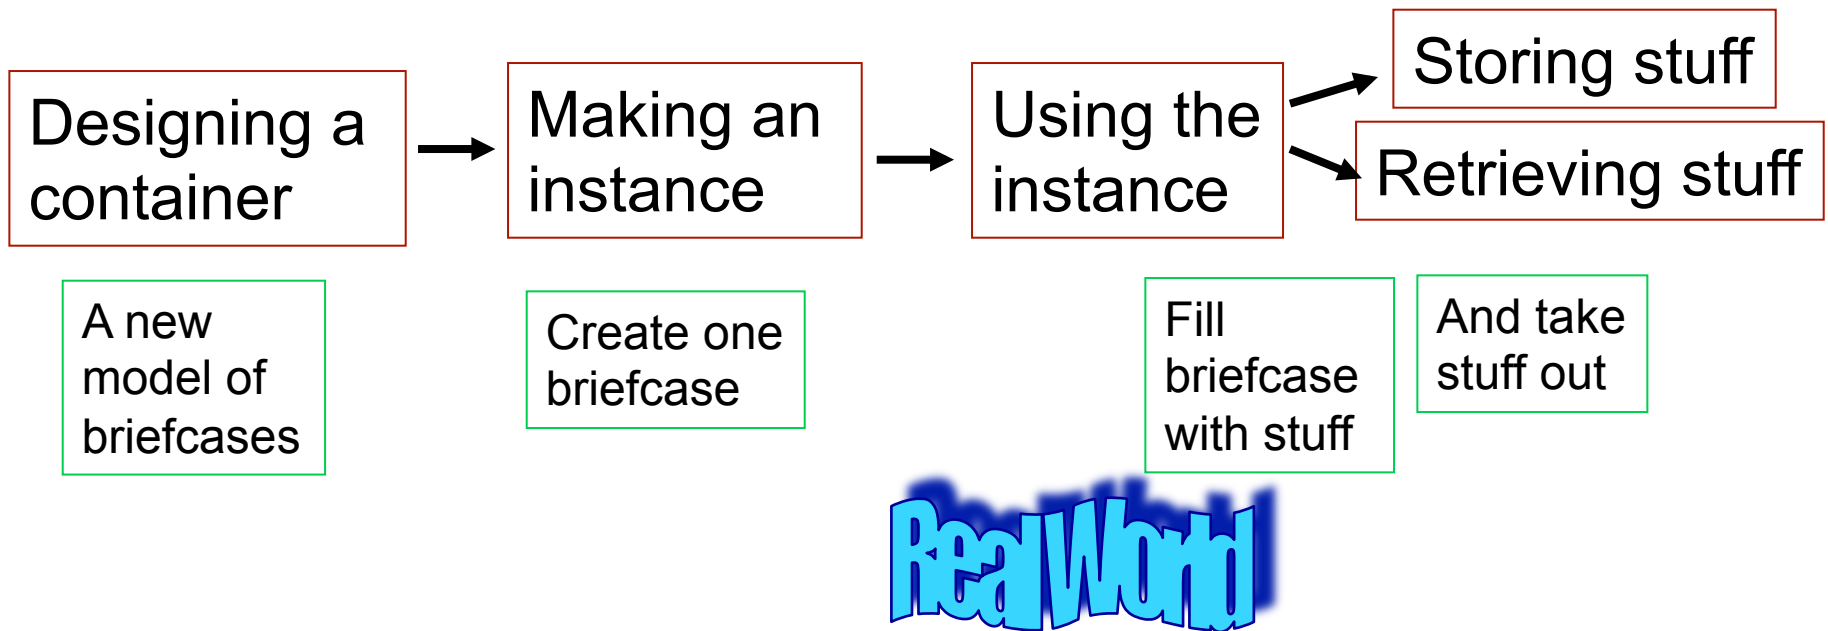 Designing a
container
Making an
instance
Using the
instance
Storing stuff
Retrieving stuff
A new
model of
briefcases
Create one
briefcase
Fill
briefcase
with stuff
And take
stuff out
Real World